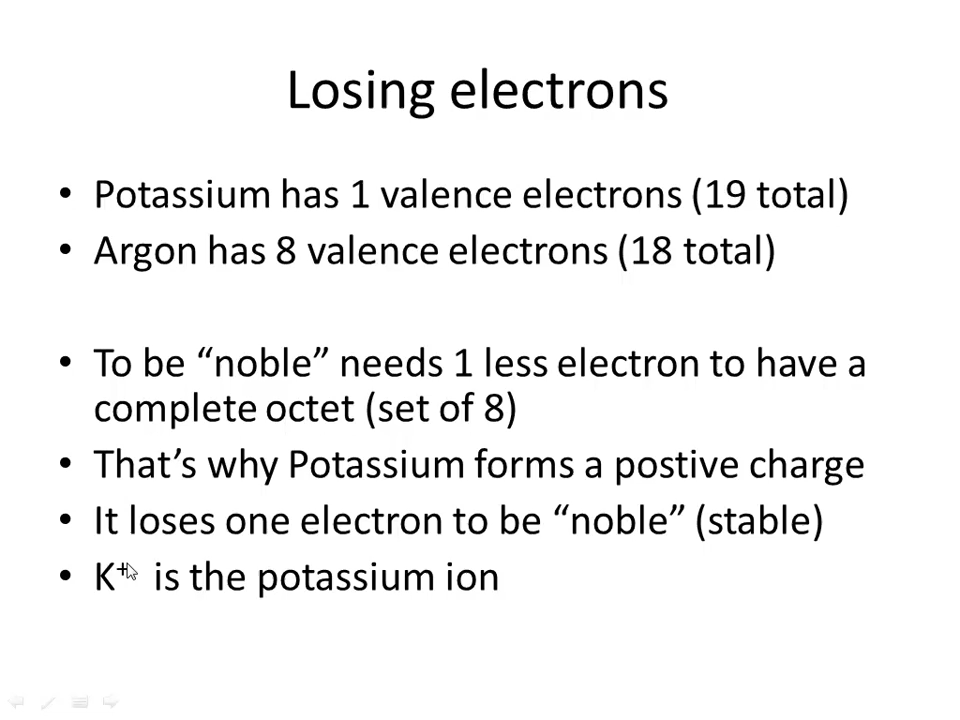 Losing electrons
• Potassium has 1 valence electrons (19 total)
• Argon has 8 valence electrons (18 total)
• To be “noble” needs 1 less electron to have a
complete octet (set of 8)
• That’s why Potassium forms a postive charge
• It loses one electron to be “noble” (stable)
• K⁺ is the potassium ion